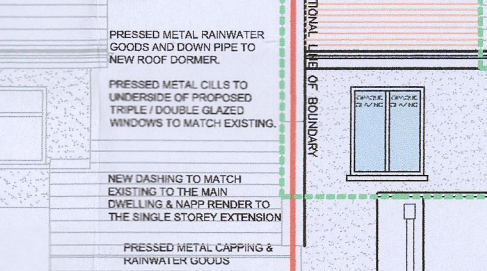 PRESSED METAL RAINWATER
GOODS AND DOWN PIPE TO
NEW ROOF DORMER.
PRESSED METAL CILLS TO
UNDERSIDE OF PROPOSED
TRIPLE / DOUBLE GLAZED
WINDOWS TO MATCH EXISTING.
NEW DASHING TO MATCH
EXISTING TO THE MAIN
DWELLING & NAPP RENDER TO
THE SINGLE STOREY EXTENSION
PRESSED METAL CAPPING &
RAINWATER GOODS
TIONAL LINE OF BOUNDARY